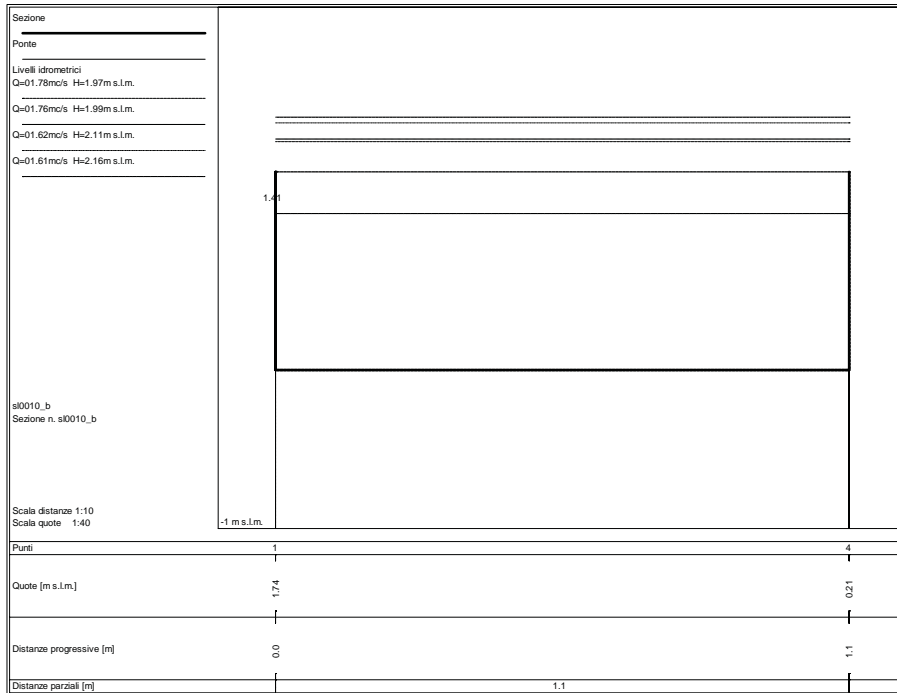 Sezione
Ponte
Livelli idrometrici
Q=01.78mc/s H=1.97m s.l.m.
Q=01.76mc/s H=1.99m s.l.m.
Q=01.62mc/s H=2.11m s.l.m.
Q=01.61mc/s H=2.16m s.l.m.
1.41
sl0010_b
Sezione n. sl0010_b
Scala distanze 1:10
Scala quote 1:40
-1 m s.l.m.
Punti 1 4
Quote [m s.l.m.] 1.74 0.21
Distanze progressive [m] 0.0 1.1
Distanze parziali [m] 1.1